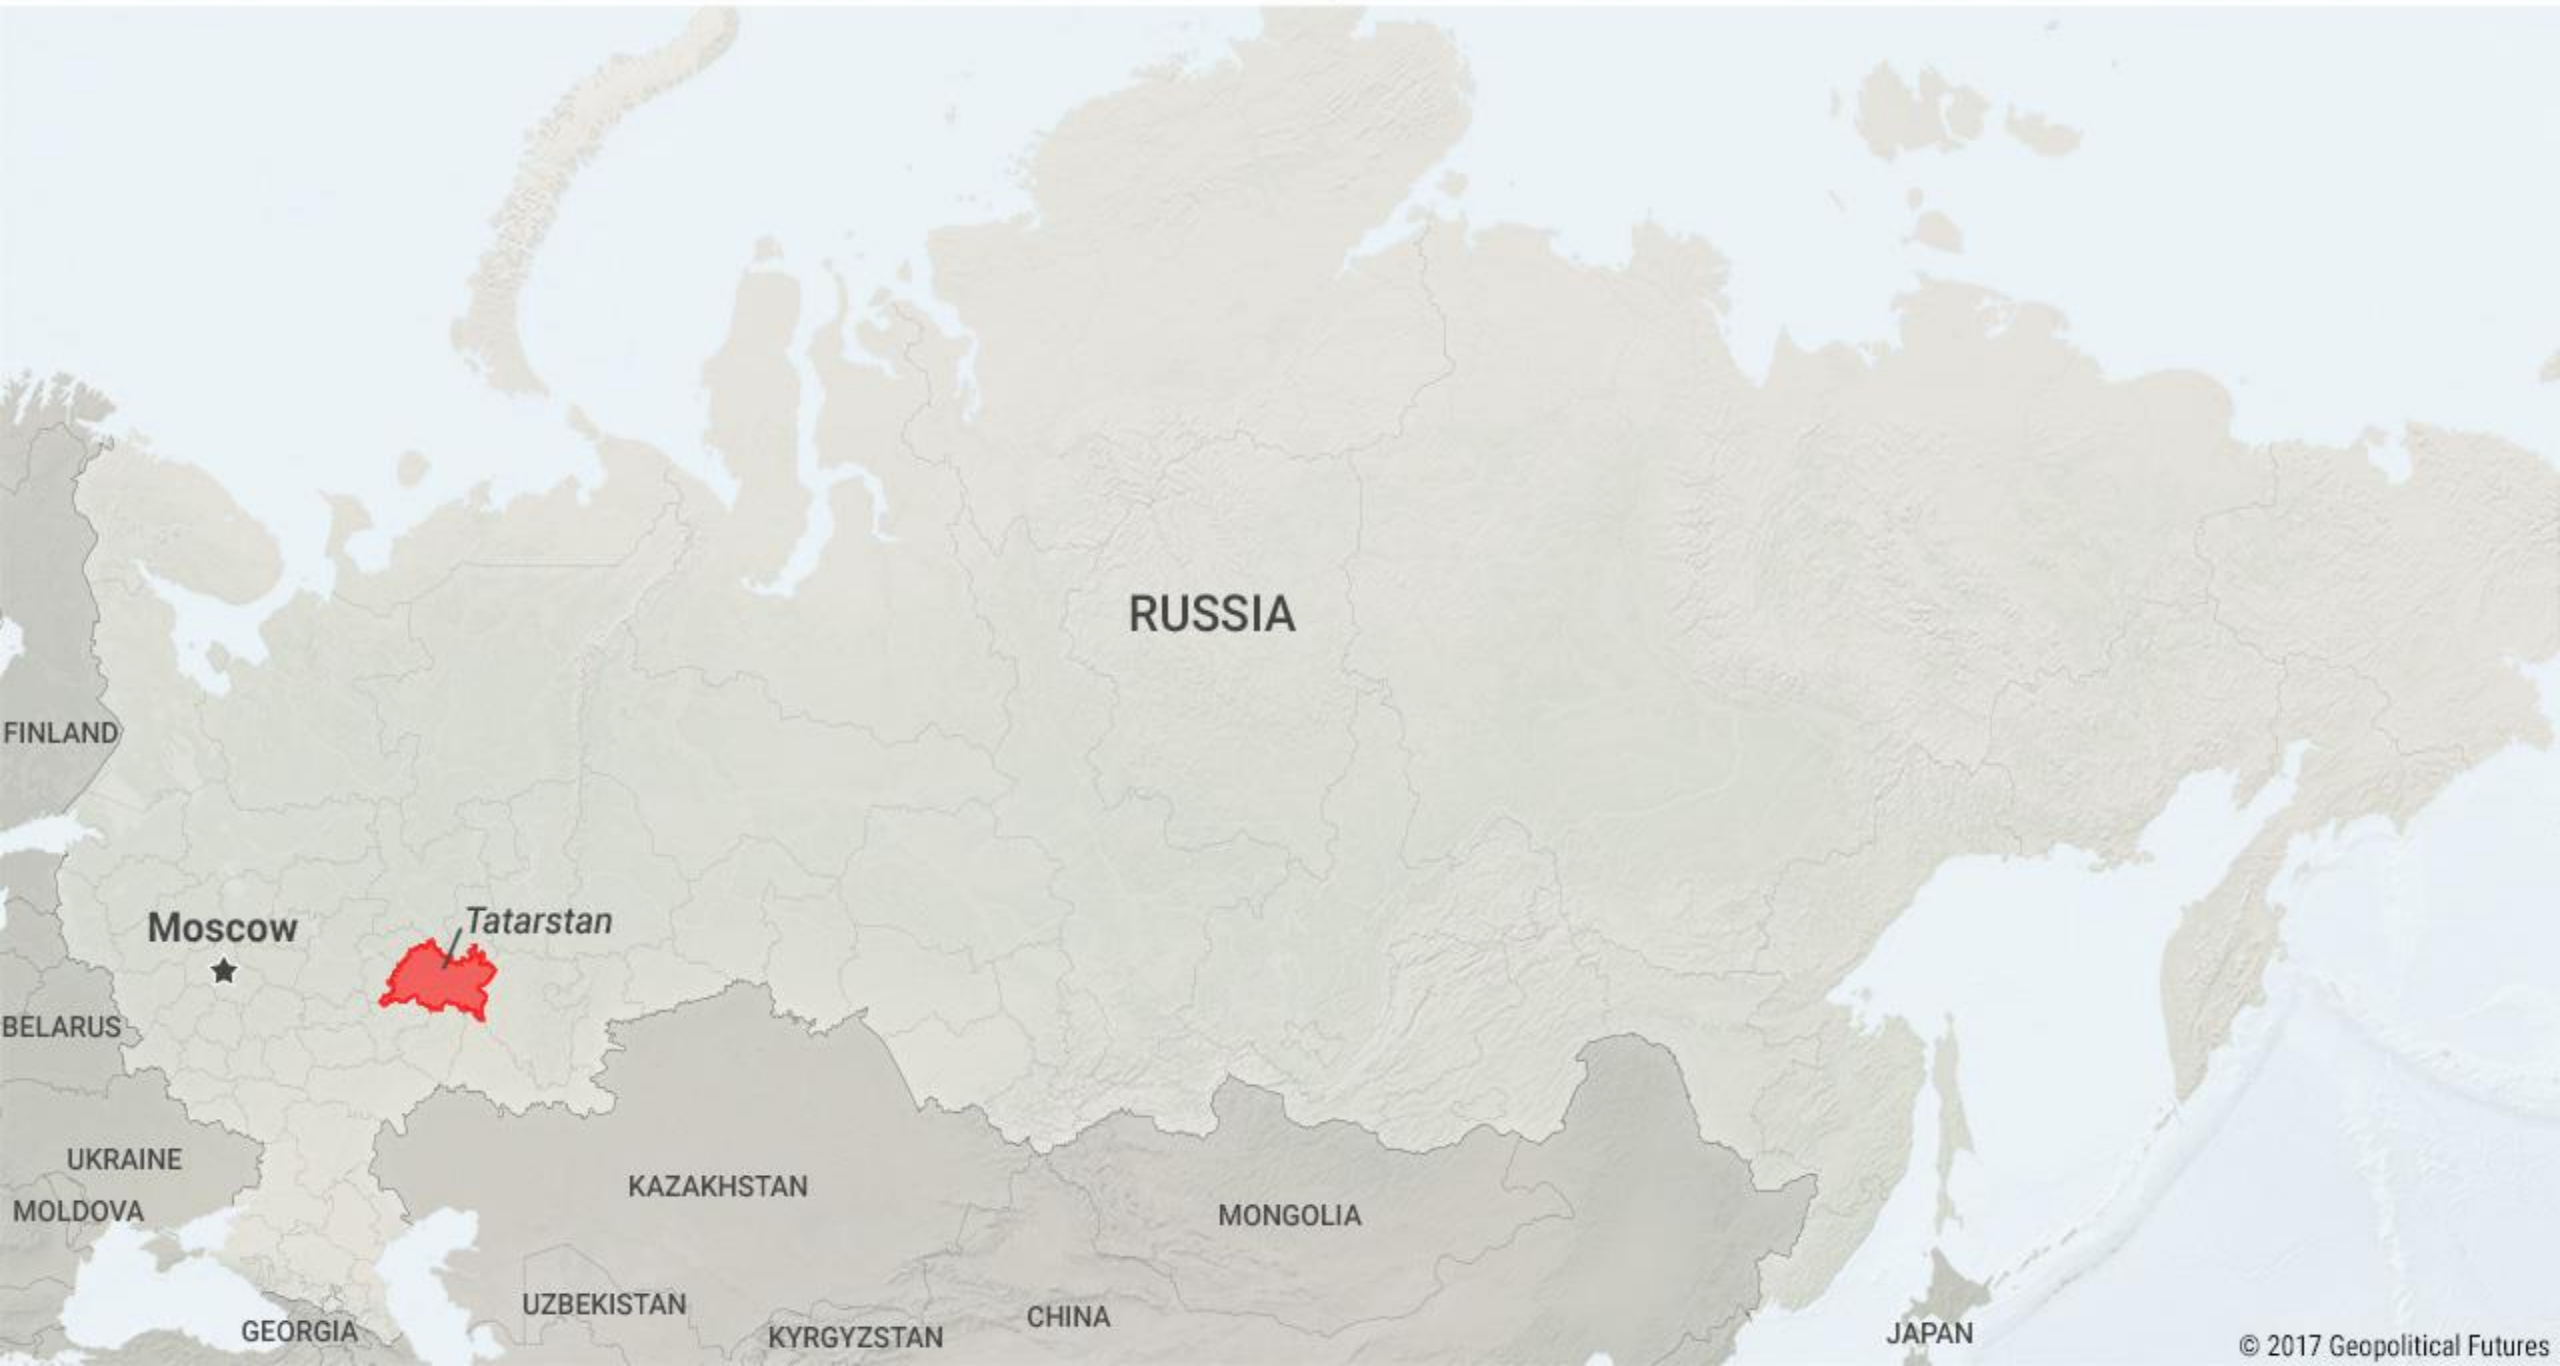 RUSSIA
FINLAND
Tatarstan
Moscow
BELARUS
UKRAINE
KAZAKHSTAN
MOLDOVA
MONGOLIA
UZBEKISTAN
CHINA
GEORGIA
KYRGYZSTAN
JAPAN
© 2017 Geopolitical Futures